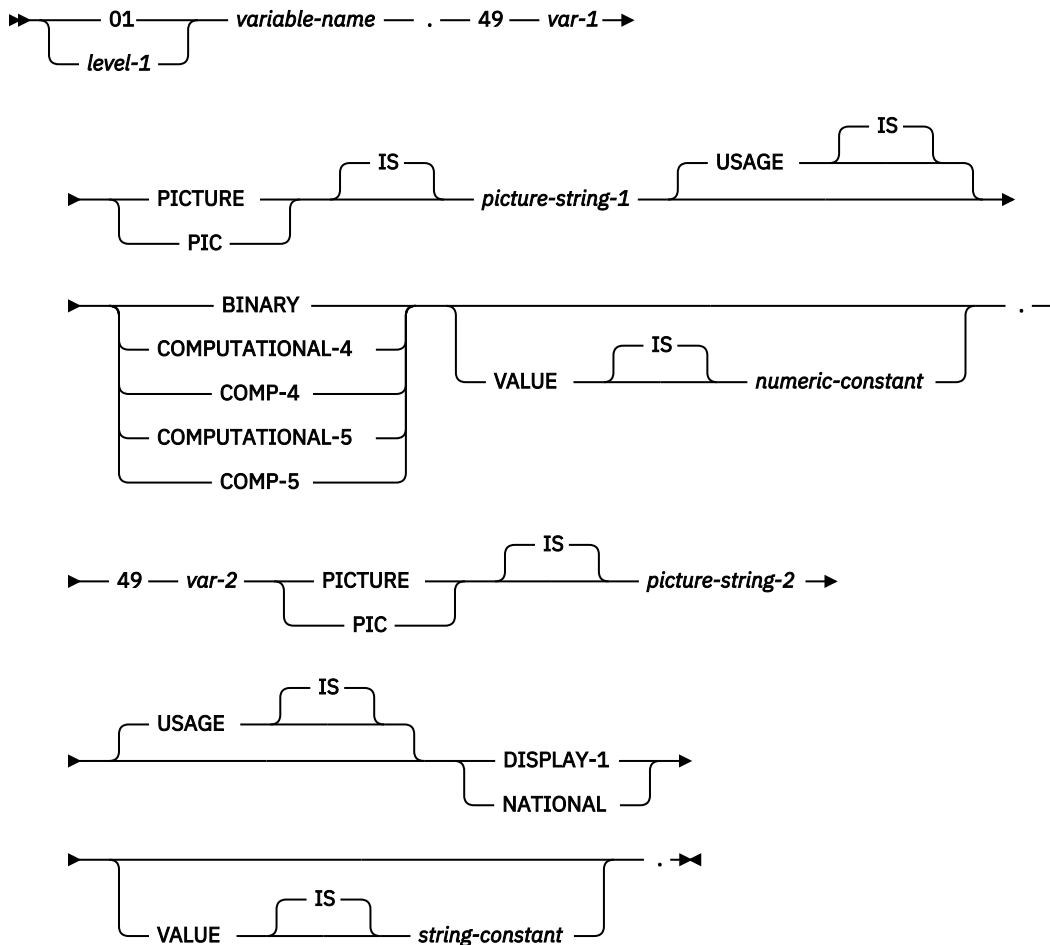 01 variable-name . 49 var-1
level-1
IS
IS USAGE
PICTURE picture-string-1
PIC
BINARY .
COMPUTATIONAL-4 IS
COMP-4 VALUE numeric-constant
COMPUTATIONAL-5
COMP-5
IS
49 var-2 PICTURE picture-string-2
PIC
IS
USAGE
DISPLAY-1
NATIONAL
.
IS
VALUE string-constant